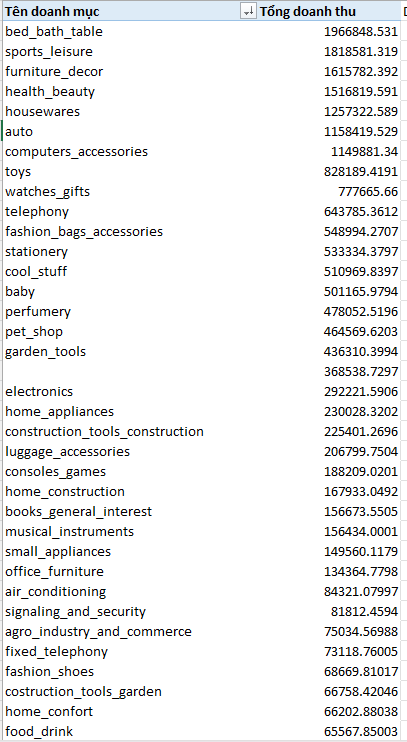 Tên doanh mục Tổng doanh thu
bed_bath_table 1966848.531
sports_leisure 1818581.319
furniture_decor 1615782.392
health_beauty 1516819.591
housewares 1257322.589
auto 1158419.529
computers_accessories 1149881.34
toys 828189.4191
watches_gifts 777665.66
telephony 643785.3612
fashion_bags_accessories 548994.2707
stationery 533334.3797
cool_stuff 510969.8397
baby 501165.9794
perfumery 478052.5196
pet_shop 464569.6203
garden_tools 436310.3994
368538.7297
electronics 292221.5906
home_appliances 230028.3202
construction_tools_construction 225401.2696
luggage_accessories 206799.7504
consoles_games 188209.0201
home_construction 167933.0492
books_general_interest 156673.5505
musical_instruments 156434.0001
small_appliances 149560.1179
office_furniture 134364.7798
air_conditioning 84321.07997
signaling_and_security 81812.4594
agro_industry_and_commerce 75034.56988
fixed_telephony 73118.76005
fashion_shoes 68669.81017
costruction_tools_garden 66758.42046
home_confort 66202.88038
food_drink 65567.85003